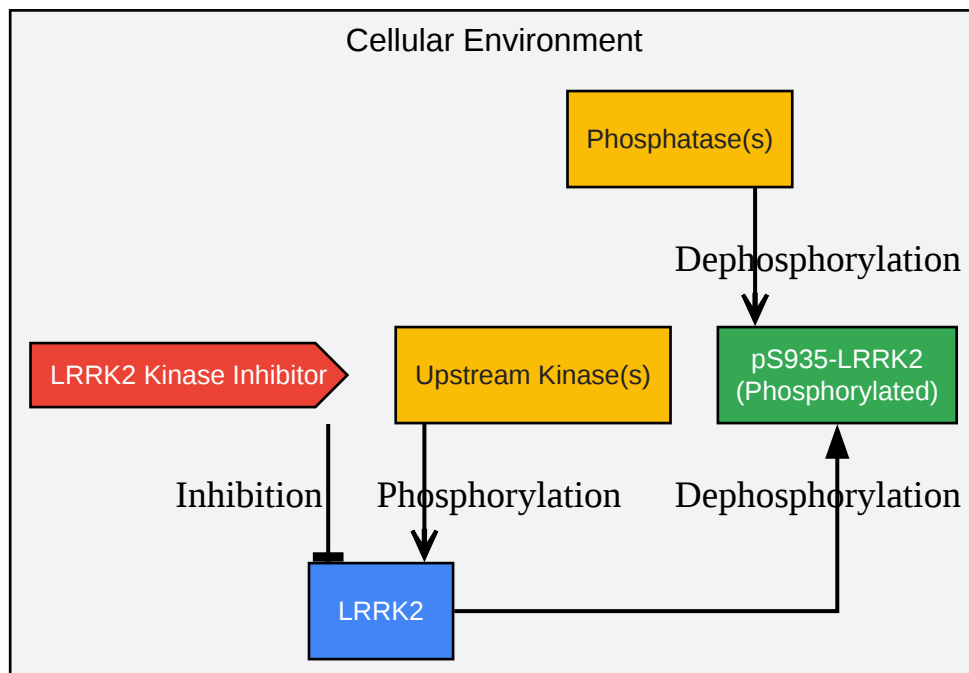 Cellular Environment
Phosphatase(s)
Dephosphorylation
LRRK2 Kinase Inhibitor
Upstream Kinase(s)
pS935-LRRK2
(Phosphorylated)
Inhibition
Phosphorylation
Dephosphorylation
LRRK2